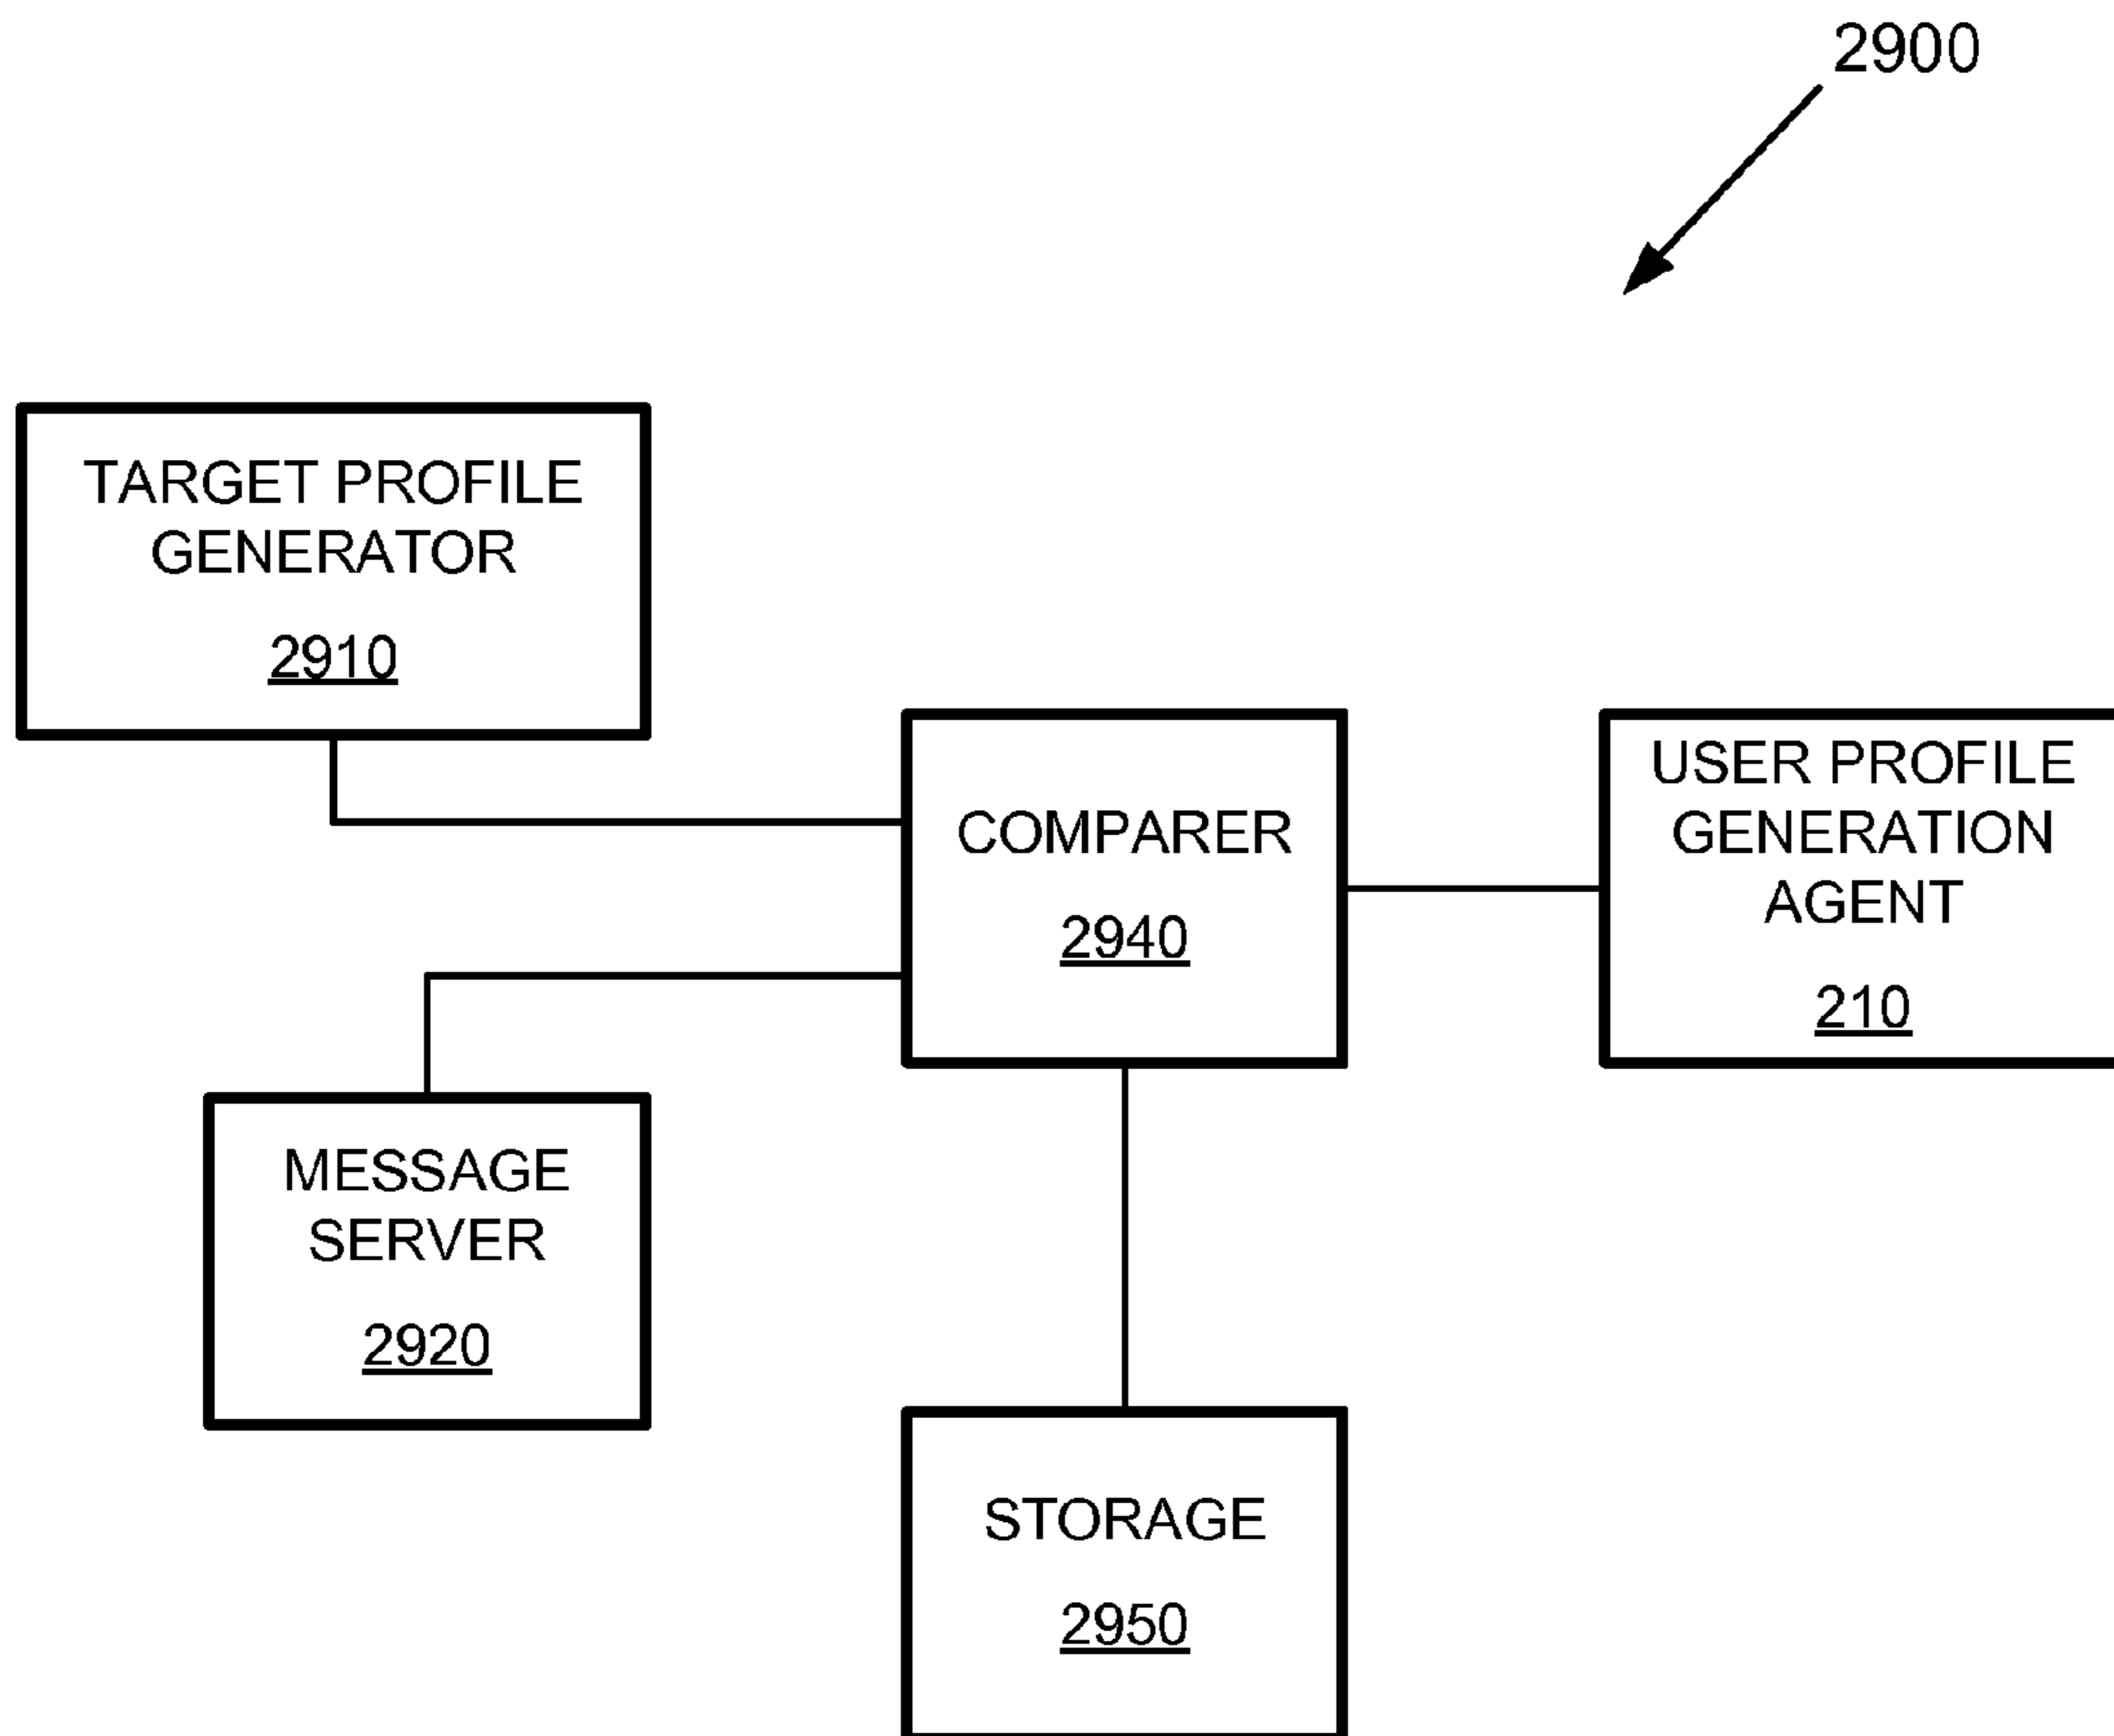 2900
TARGET PROFILE
GENERATOR
2910
COMPARER
2940
USER PROFILE
GENERATION
AGENT
210
MESSAGE
SERVER
2920
STORAGE
2950